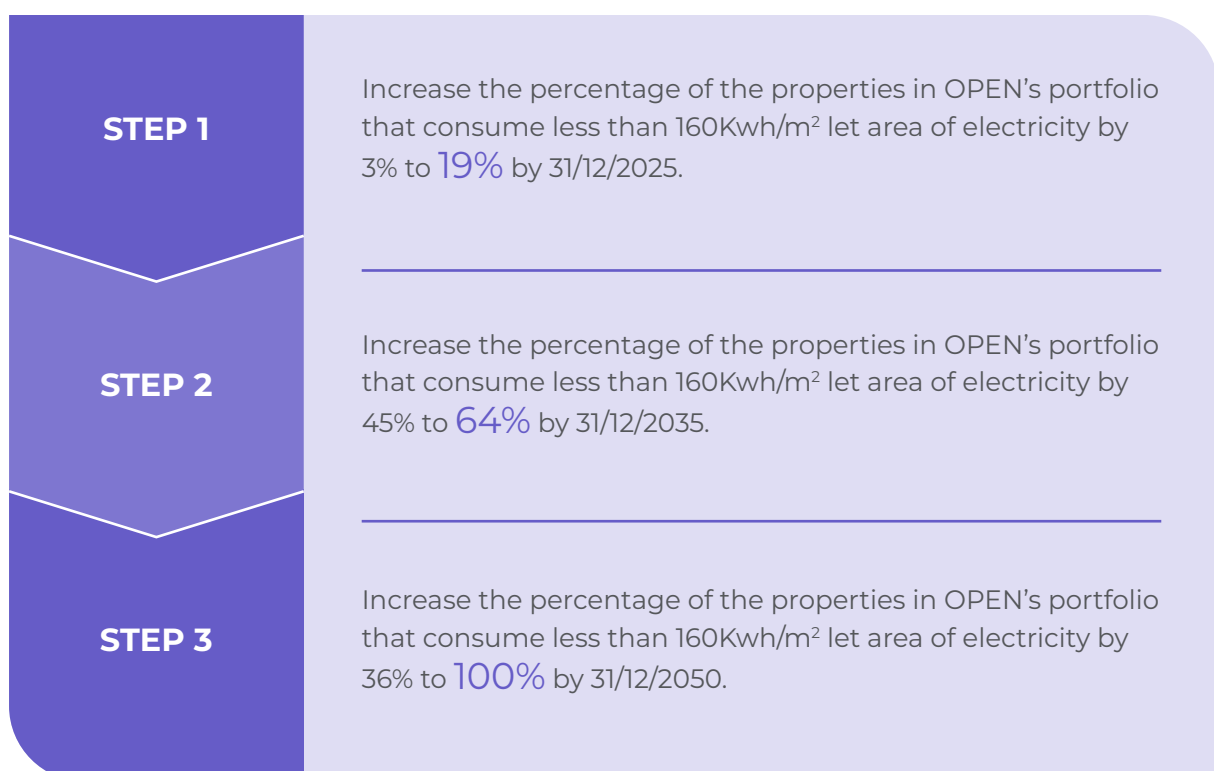 STEP 1
Increase the percentage of the properties in OPEN’s portfolio
that consume less than 160Kwh/m² let area of electricity by
3% to 19% by 31/12/2025.
STEP 2
Increase the percentage of the properties in OPEN’s portfolio
that consume less than 160Kwh/m² let area of electricity by
45% to 64% by 31/12/2035.
STEP 3
Increase the percentage of the properties in OPEN’s portfolio
that consume less than 160Kwh/m² let area of electricity by
36% to 100% by 31/12/2050.